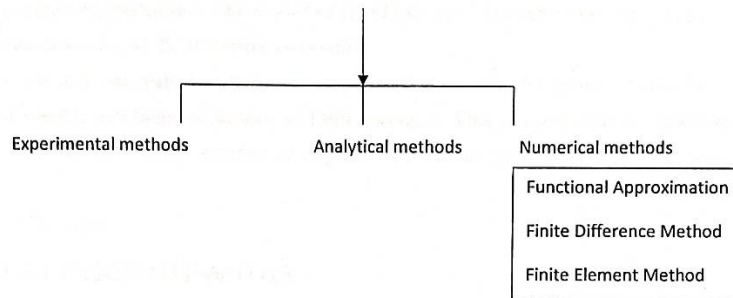 Experimental methods Analytical methods Numerical methods
Functional Approximation
Finite Difference Method
Finite Element Method